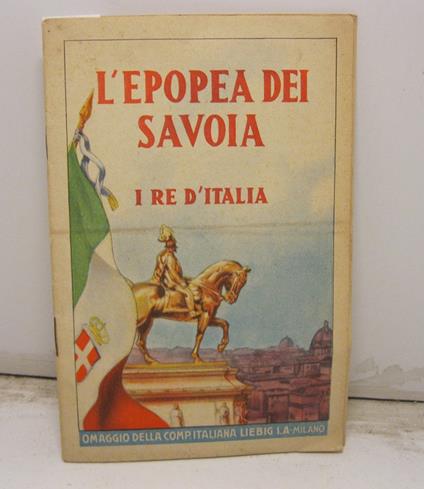 L'EPOPEA DEI
SAVOIA
I RE D'ITALIA
OMAGGIO DELLA COMP. ITALIANA LIEBIG S.A-MILANO